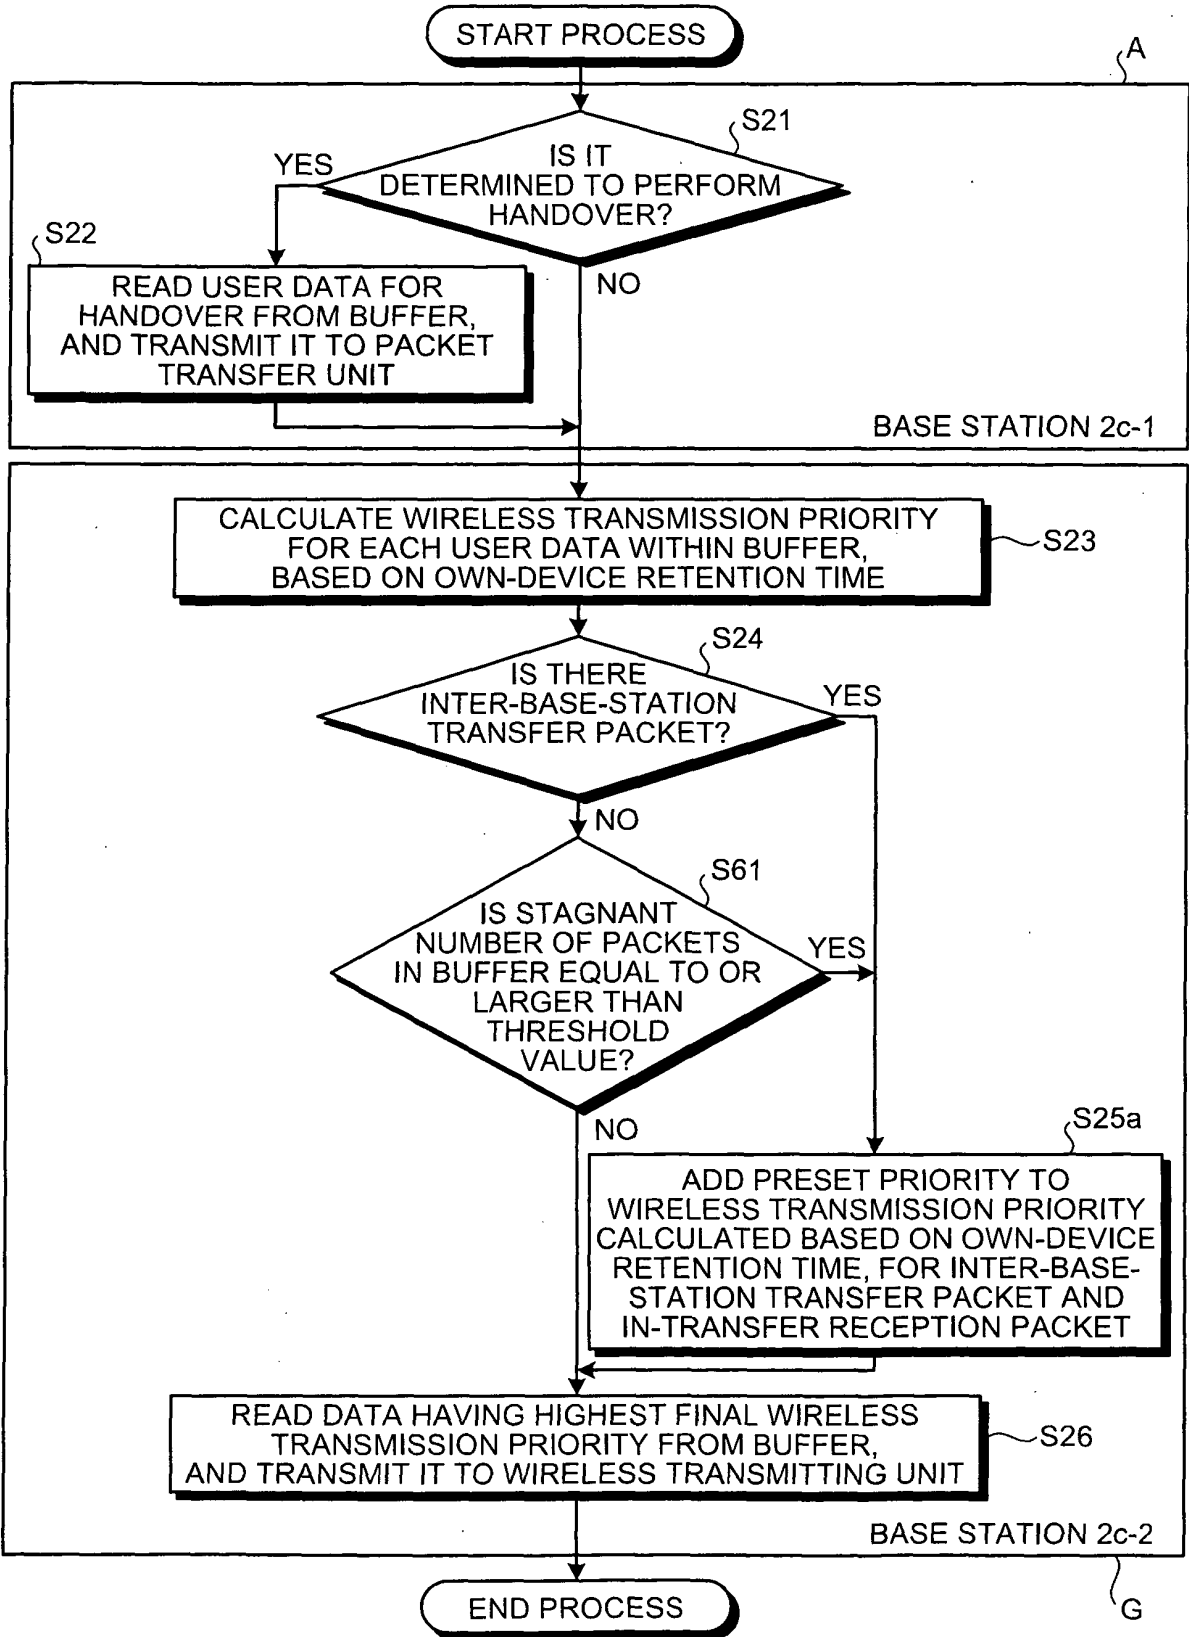 START PROCESS
A
S21
IS IT
DETERMINED TO PERFORM
HANDOVER?
YES
NO
S22
READ USER DATA FOR
HANDOVER FROM BUFFER,
AND TRANSMIT IT TO PACKET
TRANSFER UNIT
BASE STATION 2c-1
CALCULATE WIRELESS TRANSMISSION PRIORITY
FOR EACH USER DATA WITHIN BUFFER,
BASED ON OWN-DEVICE RETENTION TIME
S23
S24
IS THERE
INTER-BASE-STATION
TRANSFER PACKET?
YES
NO
S61
IS STAGNANT
NUMBER OF PACKETS
IN BUFFER EQUAL TO OR
LARGER THAN
THRESHOLD
VALUE?
YES
NO
S25a
ADD PRESET PRIORITY TO
WIRELESS TRANSMISSION PRIORITY
CALCULATED BASED ON OWN-DEVICE
RETENTION TIME, FOR INTER-BASE-
STATION TRANSFER PACKET AND
IN-TRANSFER RECEPTION PACKET
READ DATA HAVING HIGHEST FINAL WIRELESS
TRANSMISSION PRIORITY FROM BUFFER,
AND TRANSMIT IT TO WIRELESS TRANSMITTING UNIT
S26
BASE STATION 2c-2
G
END PROCESS